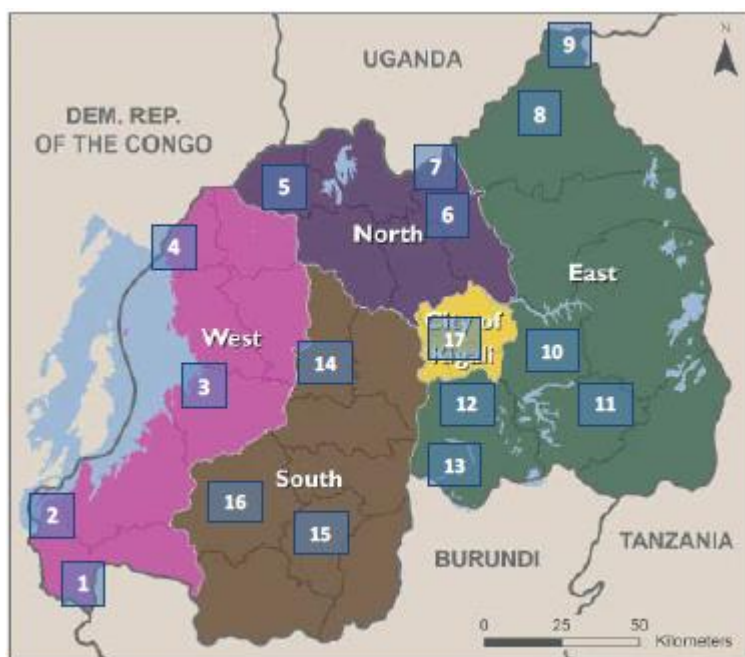 9
N
UGANDA
8
DEM. REP.
OF THE CONGO
7
5
6
North
4
East
City of
17
Kigali
West
10
14
3
11
12
13
South
16
2
15
TANZANIA
BURUNDI
1
0 25 50
Kilometers